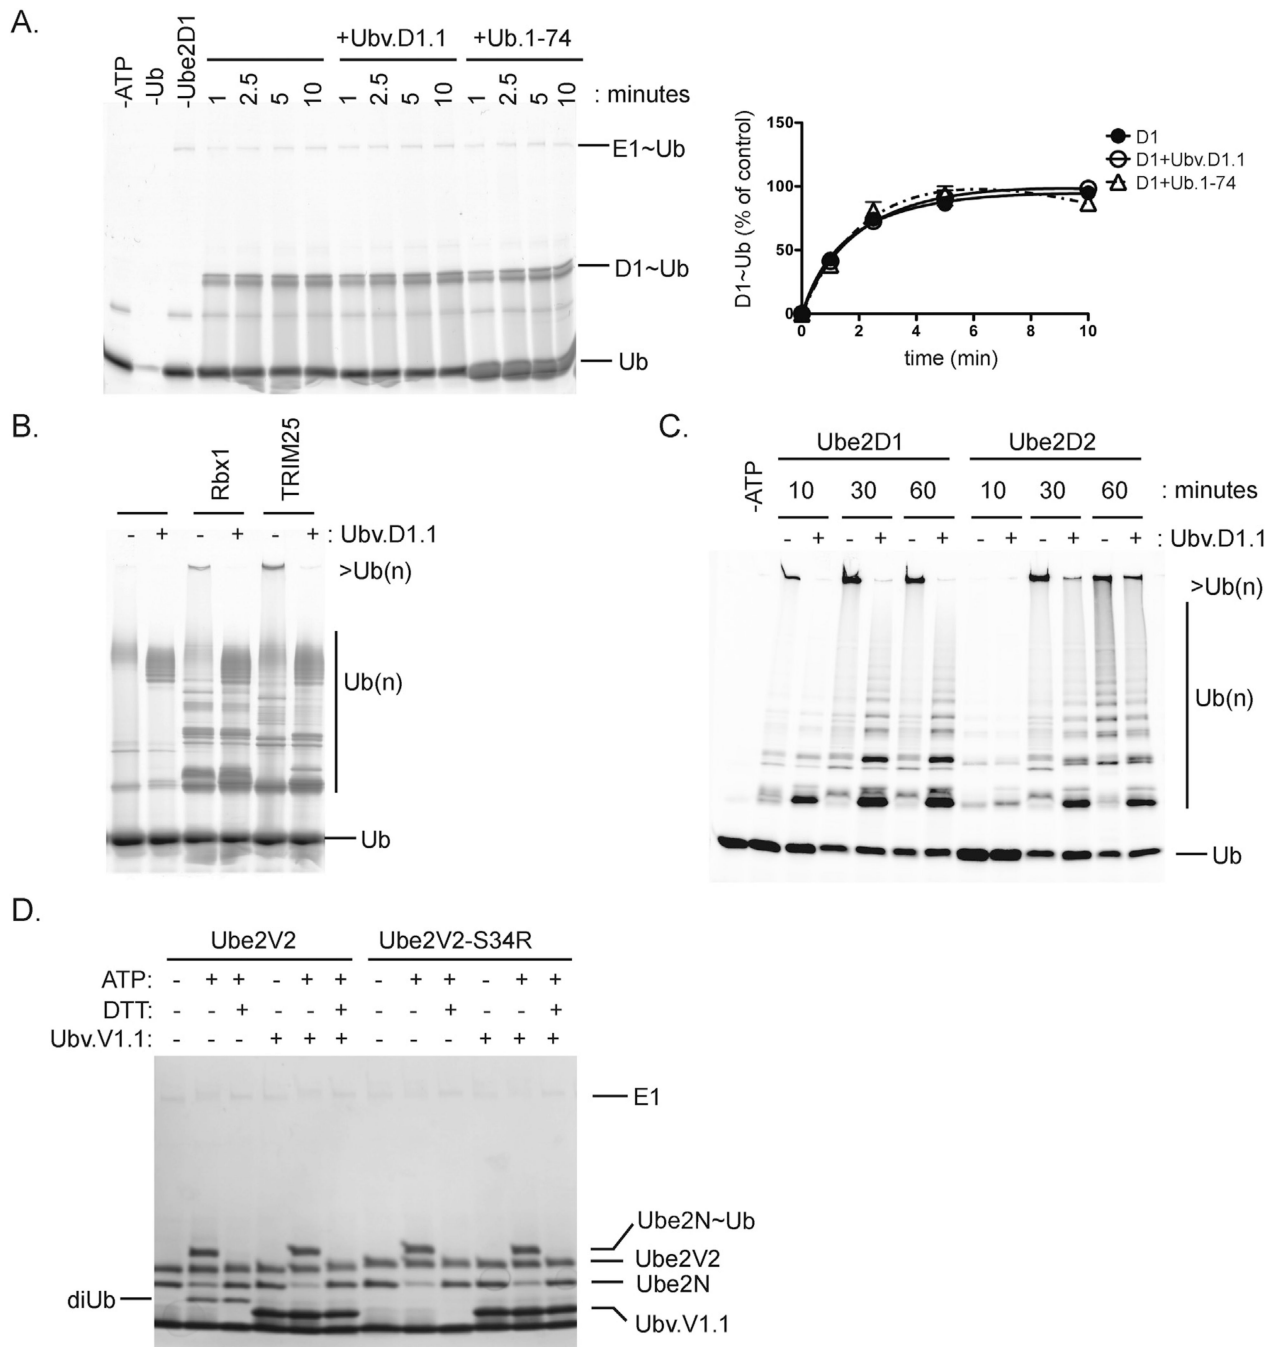 A.
-ATP -Ub -Ube2D1 +Ubv.D1.1 +Ub.1-74
1 2.5 5 10 1 2.5 5 10 1 2.5 5 10 : minutes
E1~Ub
D1~Ub
Ub
D1~Ub (% of control)
150
100
50
0
0 2 4 6 8 10
time (min)
D1
D1+Ubv.D1.1
D1+Ub.1-74
B.
Rbx1 TRIM25
- + - + - + : Ubv.D1.1
>Ub(n)
Ub(n)
Ub
C.
Ube2D1 Ube2D2
-ATP 10 30 60 10 30 60 : minutes
- + - + - + - + - + - + : Ubv.D1.1
>Ub(n)
Ub(n)
Ub
D.
Ube2V2 Ube2V2-S34R
ATP: - + + - + + - + + - + +
DTT: - - + - - + - - + - - +
Ubv.V1.1: - - - + + + - - - + + +
E1
Ube2N~Ub
Ube2V2
Ube2N
diUb
Ubv.V1.1